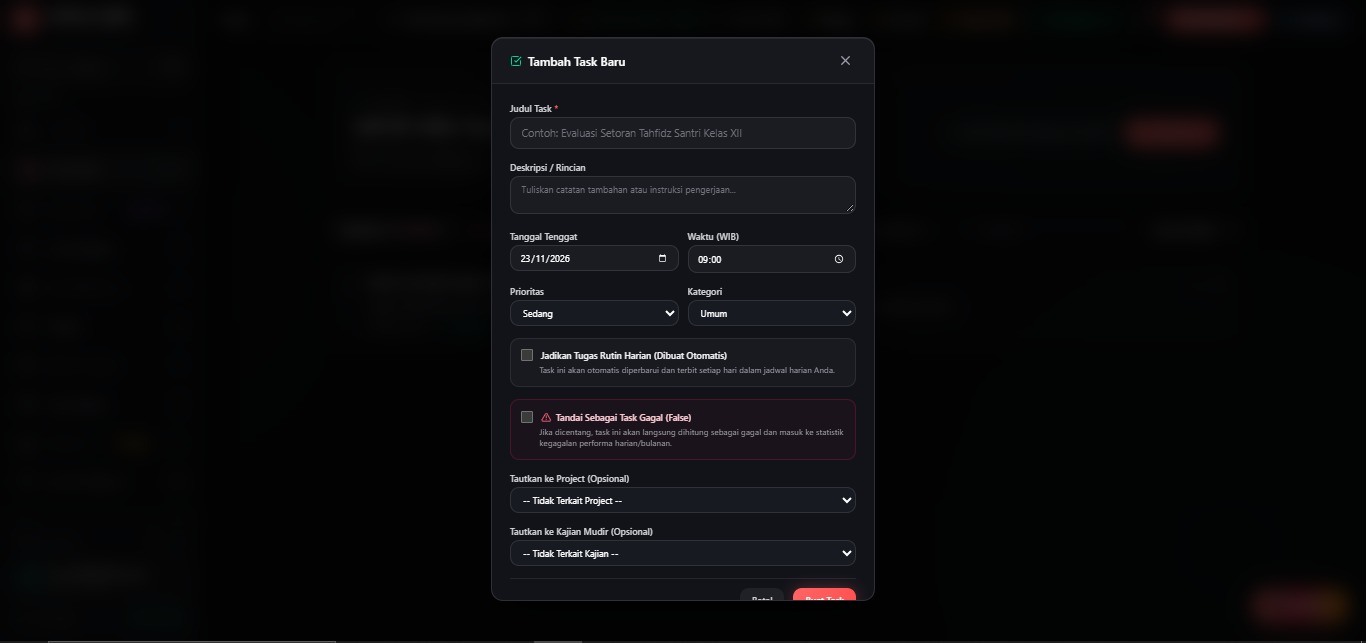 Tambah Task Baru
Judul Task *
Contoh: Evaluasi Setoran Tahfidz Santri Kelas XII
Deskripsi / Rincian
Tuliskan catatan tambahan atau instruksi pengerjaan...
Tanggal Tenggat
Waktu (WIB)
23/11/2026
09:00
Prioritas
Kategori
Sedang
Umum
Jadikan Tugas Rutin Harian (Dibuat Otomatis)
Task ini akan otomatis diperbarui dan terbit setiap hari dalam jadwal harian Anda.
Tandai Sebagai Task Gagal (False)
Jika dicentang, task ini akan langsung dihitung sebagai gagal dan masuk ke statistik
kegagalan performa harian/bulanan.
Tautkan ke Project (Opsional)
-- Tidak Terkait Project --
Tautkan ke Kajian Mudir (Opsional)
-- Tidak Terkait Kajian --
Batal
Buat Task